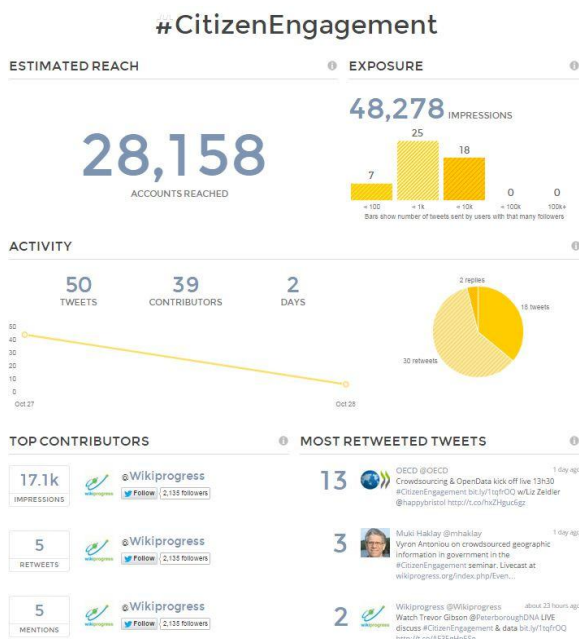 #CitizenEngagement
ESTIMATED REACH
28,158
ACCOUNTS REACHED
EXPOSURE
48,278 IMPRESSIONS
25
18
7
0
0
< 100
< 1k
< 10k
< 100k
100k+
Bars show number of tweets sent by users with that many followers
ACTIVITY
50
TWEETS
39
CONTRIBUTORS
2
DAYS
50
40
30
20
10
0
Oct 27
Oct 28
2 replies
18 tweets
30 retweets
TOP CONTRIBUTORS
17.1k
IMPRESSIONS
wikiprogress
@Wikiprogress
Follow 2,135 followers
5
RETWEETS
wikiprogress
@Wikiprogress
Follow 2,135 followers
5
MENTIONS
wikiprogress
@Wikiprogress
Follow 2,135 followers
MOST RETWEETED TWEETS
13
OECD @OECD 1 day ago
Crowdsourcing & OpenData kick off live 13h30
#CitizenEngagement bit.ly/1tqfrOQ w/Liz Zeidler
@happybristol http://t.co/hxZHguc6gz
3
Muki Haklay @mhaklay 1 day ago
Vyron Antoniou on crowdsourced geographic
information in government in the
#CitizenEngagement seminar. Livecast at
wikiprogress.org/index.php/Even...
2
Wikiprogress @Wikiprogress about 23 hours ago
Watch Trevor Gibson @PeterboroughDNA LIVE
discuss #CitizenEngagement & data bit.ly/1tqfrOQ